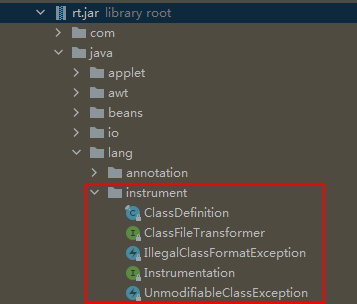 rt.jar library root
com
java
applet
awt
beans
io
lang
annotation
instrument
ClassDefinition
ClassFileTransformer
IllegalClassFormatException
Instrumentation
UnmodifiableClassException